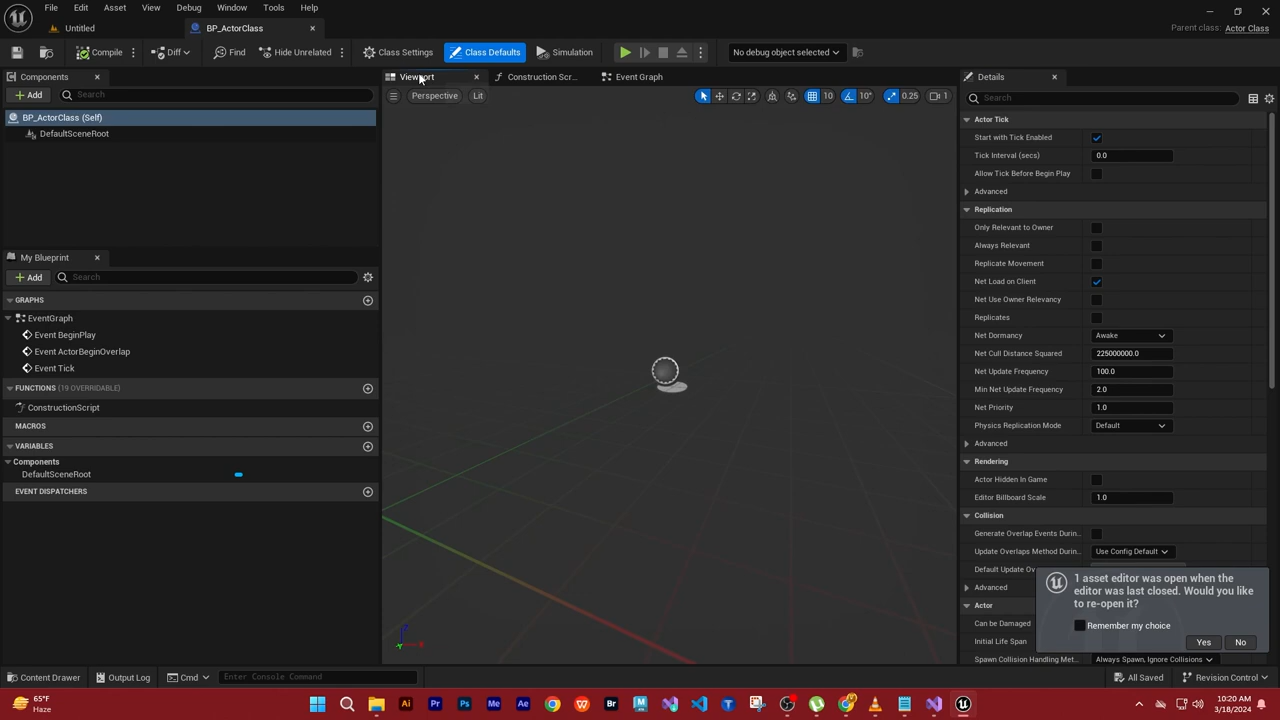 File Edit Asset View Debug Window Tools Help
Untitled BP_ActorClass
Parent class: Actor Class
Compile Diff Find Hide Unrelated Class Settings Class Defaults Simulation No debug object selected
Components
Add Search
BP_ActorClass (Self)
DefaultSceneRoot
My Blueprint
Add Search
GRAPHS
EventGraph
Event BeginPlay
Event ActorBeginOverlap
Event Tick
FUNCTIONS (19 OVERRIDABLE)
ConstructionScript
MACROS
VARIABLES
Components
DefaultSceneRoot
EVENT DISPATCHERS
Viewport Construction Scr... Event Graph
Perspective Lit 10 10° 0.25 1
Details
Search
Actor Tick
Start with Tick Enabled
Tick Interval (secs) 0.0
Allow Tick Before Begin Play
Advanced
Replication
Only Relevant to Owner
Always Relevant
Replicate Movement
Net Load on Client
Net Use Owner Relevancy
Replicates
Net Dormancy Awake
Net Cull Distance Squared 225000000.0
Net Update Frequency 100.0
Min Net Update Frequency 2.0
Net Priority 1.0
Physics Replication Mode Default
Advanced
Rendering
Actor Hidden In Game
Editor Billboard Scale 1.0
Collision
Generate Overlap Events Durin..
Update Overlaps Method Durin.. Use Config Default
Default Update Ov
Advanced
Actor
Can be Damaged
Initial Life Span
Spawn Collision Handling Met... Always Spawn, Ignore Collisions
1 asset editor was open when the
editor was last closed. Would you like
to re-open it?
Remember my choice
Yes No
Content Drawer Output Log Cmd Enter Console Command All Saved Revision Control
65°F
Haze
Ai Pr Ps Me Ae Br M T
10:20 AM
3/18/2024